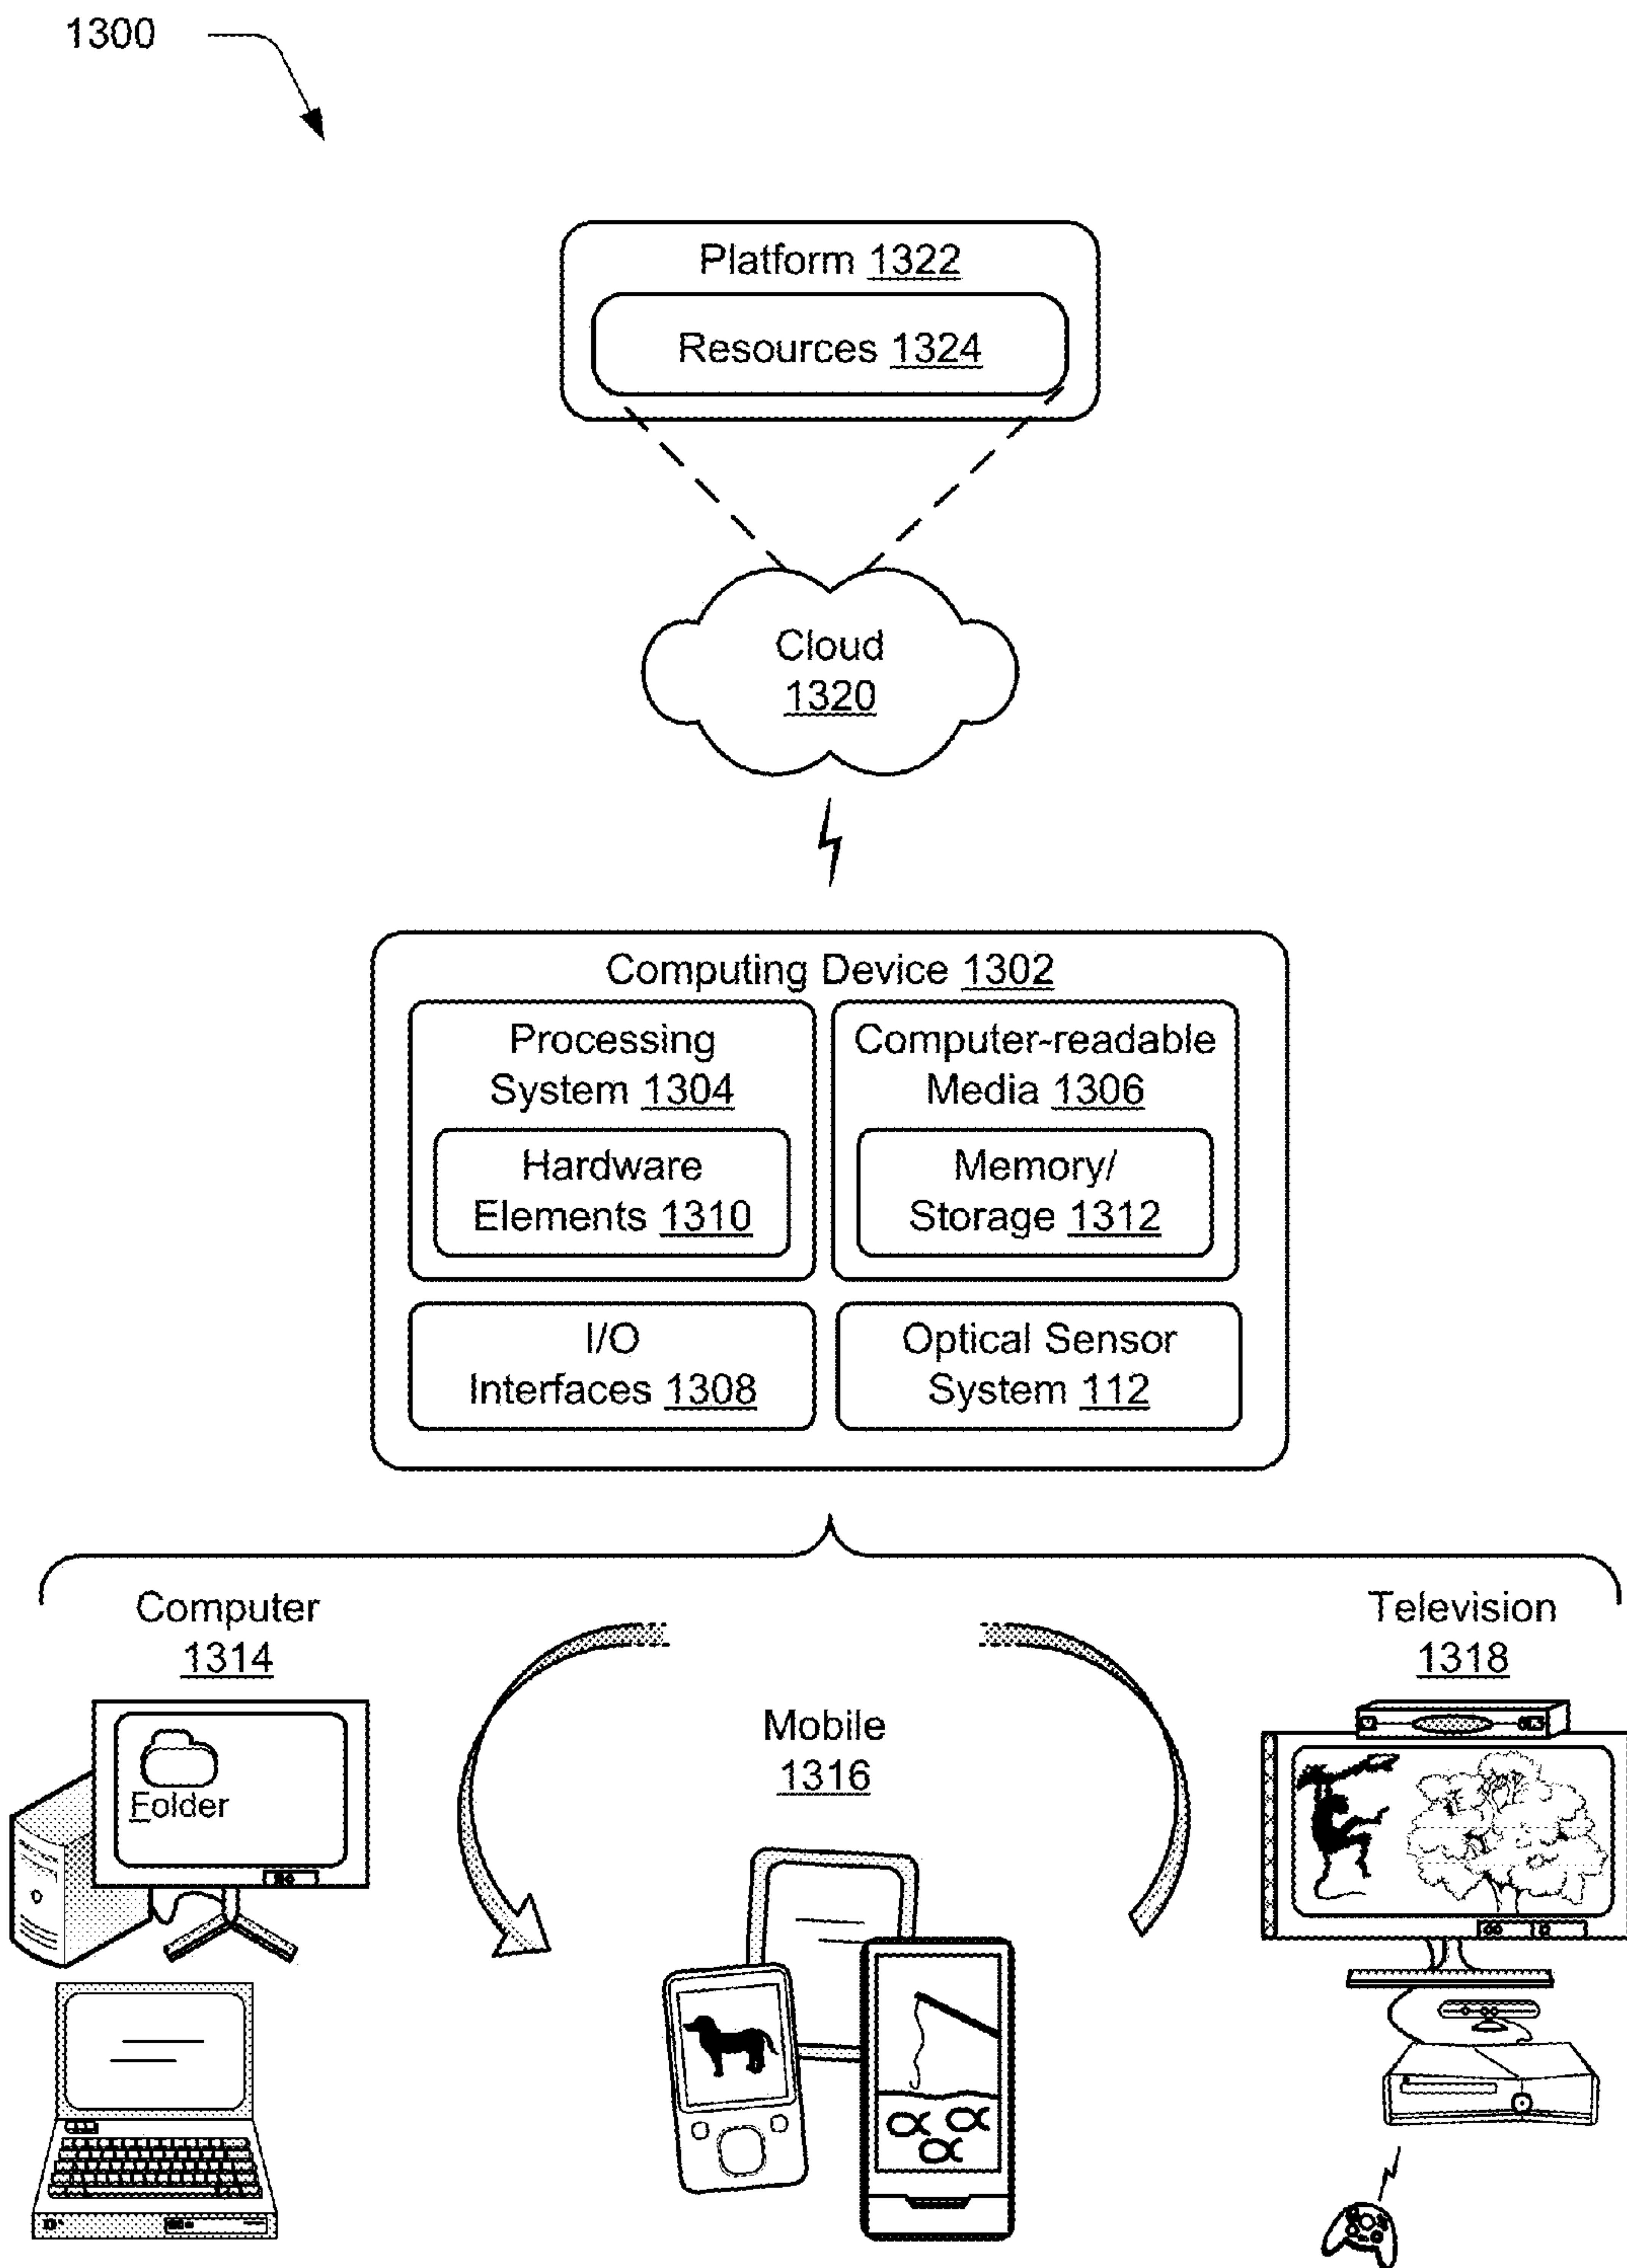 1300
Platform 1322
Resources 1324
Cloud
1320
Computing Device 1302
Processing
System 1304
Hardware
Elements 1310
Computer-readable
Media 1306
Memory/
Storage 1312
I/O
Interfaces 1308
Optical Sensor
System 112
Computer
1314
Folder
Mobile
1316
Television
1318